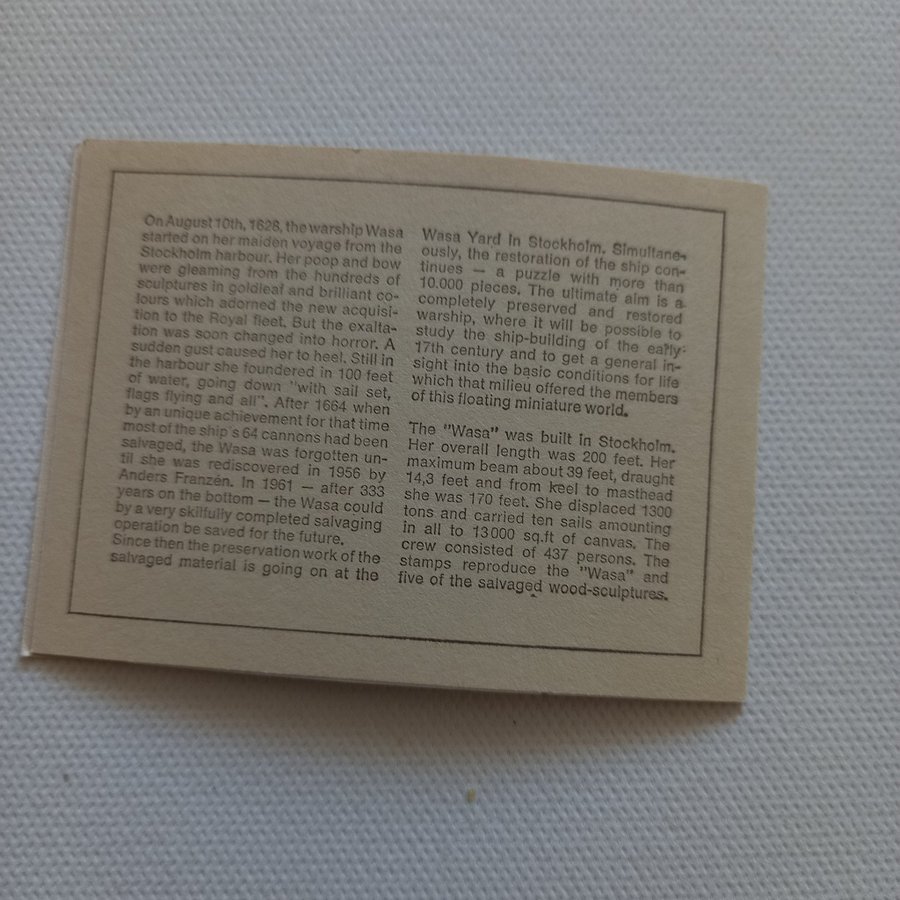 On August 10th, 1628, the warship Wasa
started on her maiden voyage from the
Stockholm harbour. Her poop and bow
were gleaming from the hundreds of
sculptures in goldleaf and brilliant co-
lours which adorned the new acquisi-
tion to the Royal fleet. But the exalta-
tion was soon changed into horror. A
sudden gust caused her to heel. Still in
the harbour she foundered in 100 feet
of water, going down "with sail set,
flags flying and all". After 1664 when
by an unique achievement for that time
most of the ship's 64 cannons had been
salvaged, the Wasa was forgotten un-
til she was rediscovered in 1956 by
Anders Franzén. In 1961 — after 333
years on the bottom — the Wasa could
by a very skilfully completed salvaging
operation be saved for the future.
Since then the preservation work of the
salvaged material is going on at the
Wasa Yard in Stockholm. Simultane-
ously, the restoration of the ship con-
tinues — a puzzle with more than
10.000 pieces. The ultimate aim is a
completely preserved and restored
warship, where it will be possible to
study the ship-building of the early
17th century and to get a general in-
sight into the basic conditions for life
which that milieu offered the members
of this floating miniature world.
The "Wasa" was built in Stockholm.
Her overall length was 200 feet. Her
maximum beam about 39 feet, draught
14,3 feet and from keel to masthead
she was 170 feet. She displaced 1300
tons and carried ten sails amounting
in all to 13000 sq.ft of canvas. The
crew consisted of 437 persons. The
stamps reproduce the "Wasa" and
five of the salvaged wood-sculptures.